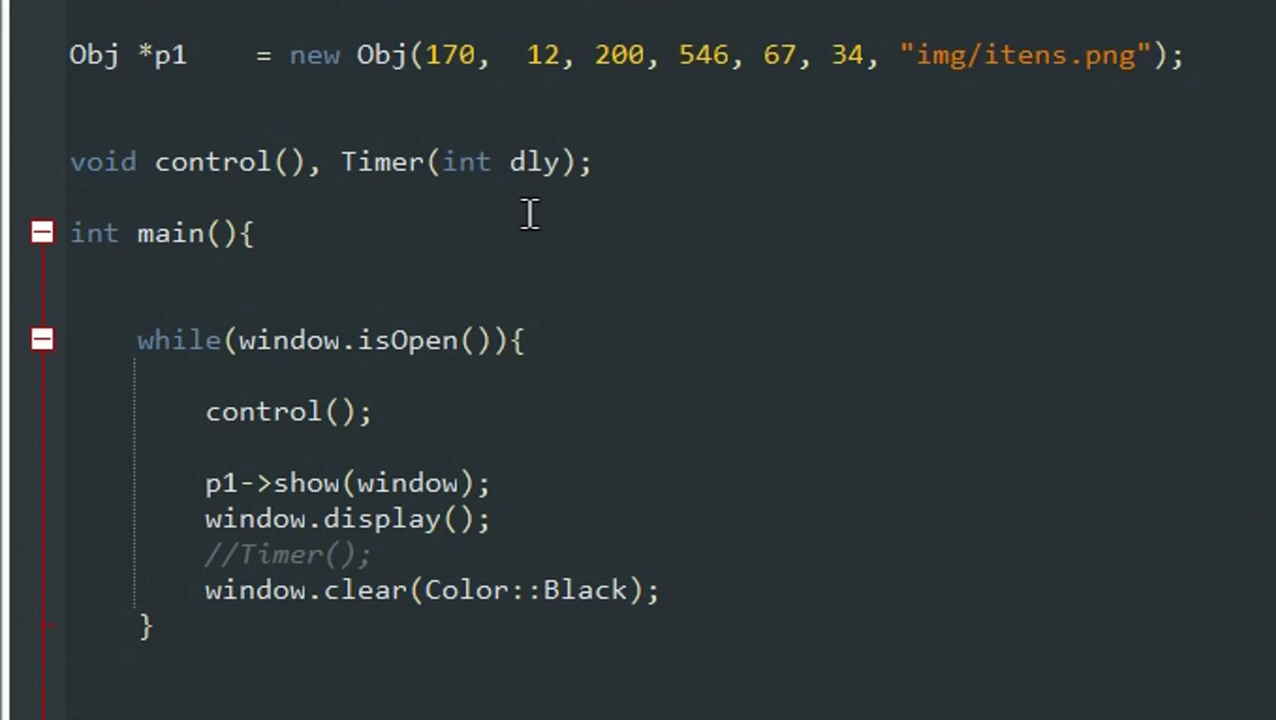 Obj *p1    = new Obj(170,  12, 200, 546, 67, 34, "img/itens.png");
void control(), Timer(int dly);
int main(){
while(window.isOpen()){
control();
p1->show(window);
window.display();
//Timer();
window.clear(Color::Black);
}